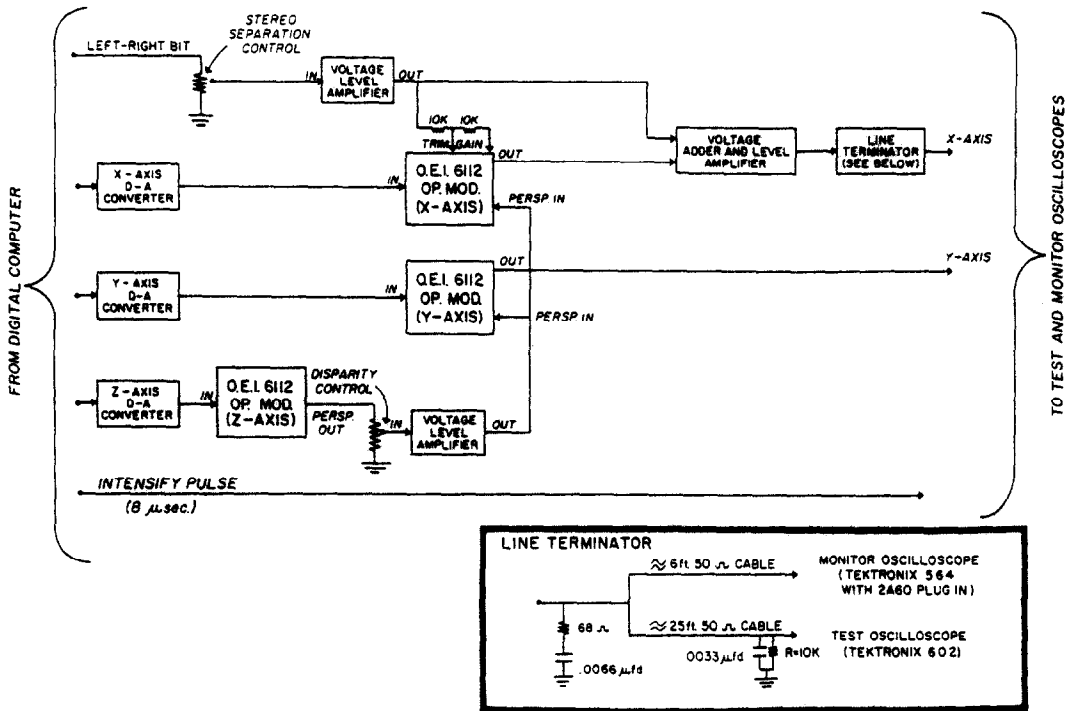 STEREO
SEPARATION
CONTROL
LEFT-RIGHT BIT
IN
VOLTAGE
LEVEL
AMPLIFIER
OUT
10K 10K
TRIM GAIN
OUT
VOLTAGE
ADDER AND LEVEL
AMPLIFIER
LINE
TERMINATOR
(SEE BELOW)
X-AXIS
X-AXIS
D-A
CONVERTER
IN
O.E.I. 6112
OP. MOD.
(X-AXIS)
PERSP. IN
FROM DIGITAL COMPUTER
TO TEST AND MONITOR OSCILLOSCOPES
Y-AXIS
D-A
CONVERTER
IN
O.E.I. 6112
OP. MOD.
(Y-AXIS)
OUT
Y-AXIS
PERSP. IN
Z-AXIS
D-A
CONVERTER
IN
O.E.I. 6112
OP. MOD.
(Z-AXIS)
PERSP.
OUT
DISPARITY
CONTROL
IN
VOLTAGE
LEVEL
AMPLIFIER
OUT
INTENSIFY PULSE
(8 μsec.)
LINE TERMINATOR
≈ 6ft. 50 Ω CABLE
MONITOR OSCILLOSCOPE
(TEKTRONIX 564
WITH 2A60 PLUG IN)
68 Ω
.0066 μfd
≈ 25ft. 50 Ω CABLE
.0033 μfd
R=10K
TEST OSCILLOSCOPE
(TEKTRONIX 602)